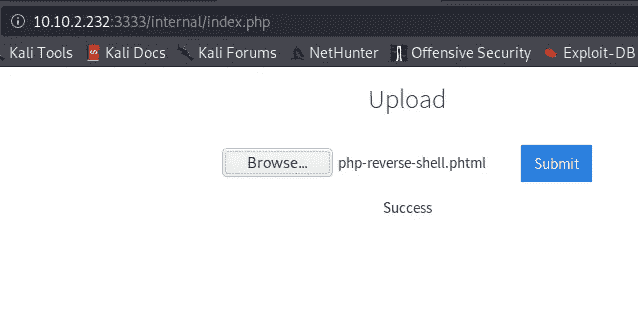 10.10.2.232:3333/internal/index.php
Kali Tools Kali Docs Kali Forums NetHunter Offensive Security Exploit-DB
Upload
Browse... php-reverse-shell.phtml Submit
Success